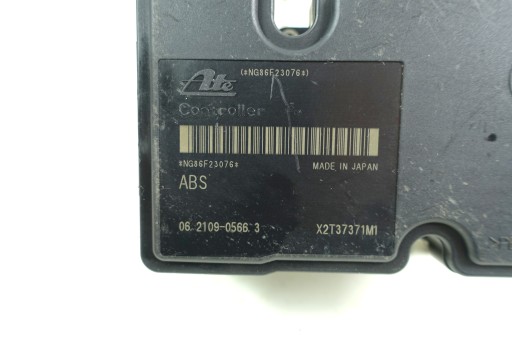 (*NG86F23076*)
Ate
Controller
*NG86F23076*
MADE IN JAPAN
ABS
06.2109-0566.3
X2T37371M1